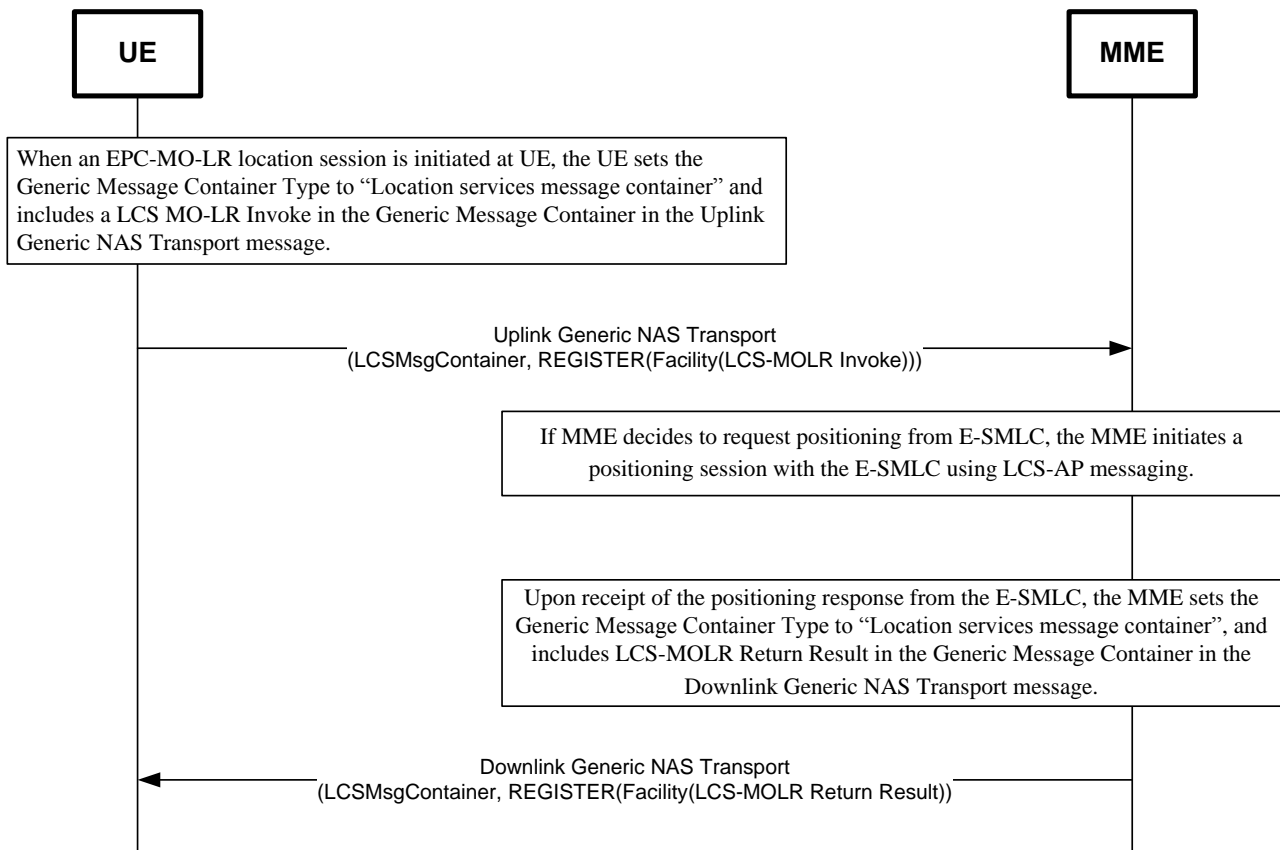 UE
MME
When an EPC-MO-LR location session is initiated at UE, the UE sets the
Generic Message Container Type to “Location services message container” and
includes a LCS MO-LR Invoke in the Generic Message Container in the Uplink
Generic NAS Transport message.
Uplink Generic NAS Transport
(LCSMsgContainer, REGISTER(Facility(LCS-MOLR Invoke)))
If MME decides to request positioning from E-SMLC, the MME initiates a
positioning session with the E-SMLC using LCS-AP messaging.
Upon receipt of the positioning response from the E-SMLC, the MME sets the
Generic Message Container Type to “Location services message container”, and
includes LCS-MOLR Return Result in the Generic Message Container in the
Downlink Generic NAS Transport message.
Downlink Generic NAS Transport
(LCSMsgContainer, REGISTER(Facility(LCS-MOLR Return Result))